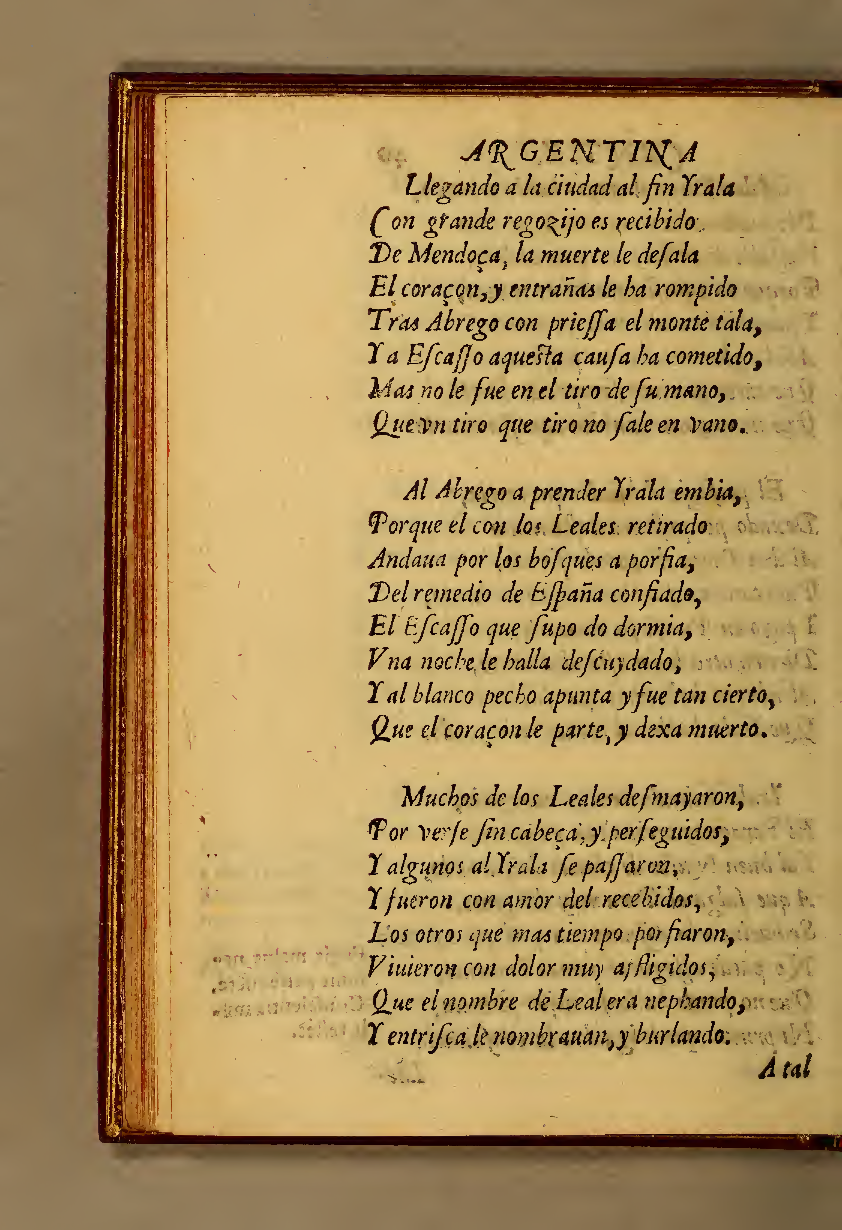 ARGENTINA
Llegando a la ciudad al fin Yrala
Con grande regozijo es recibido
De Mendoça, la muerte le deſala
El coraçon, y entrañas le ha rompido
Tras Abrego con prieſſa el monte tala,
Y a Eſcaſſo aqueſta cauſa ha cometido,
Mas no le fue en el tiro de ſu mano,
Que vn tiro que tiro no ſale en vano.
Al Abrego a prender Yrala embia,
Porque el con los Leales retirado
Andaua por los boſques a porfia,
Del remedio de Eſpaña confiado,
El Eſcaſſo que ſupo do dormia,
Vna noche le halla deſcuydado,
Y al blanco pecho apunta y fue tan cierto,
Que el coraçon le parte, y dexa muerto.
Muchos de los Leales deſmayaron,
Por verſe ſin cabeça, y perſeguidos,
Y algunos al Yrala ſe paſſaron,
Y fueron con amor del recebidos,
Los otros que mas tiempo porfiaron,
Viuieron con dolor muy affligidos,
Que el nombre de Leal era nephando,
Y entriſca le nombrauan, y burlando:
A tal